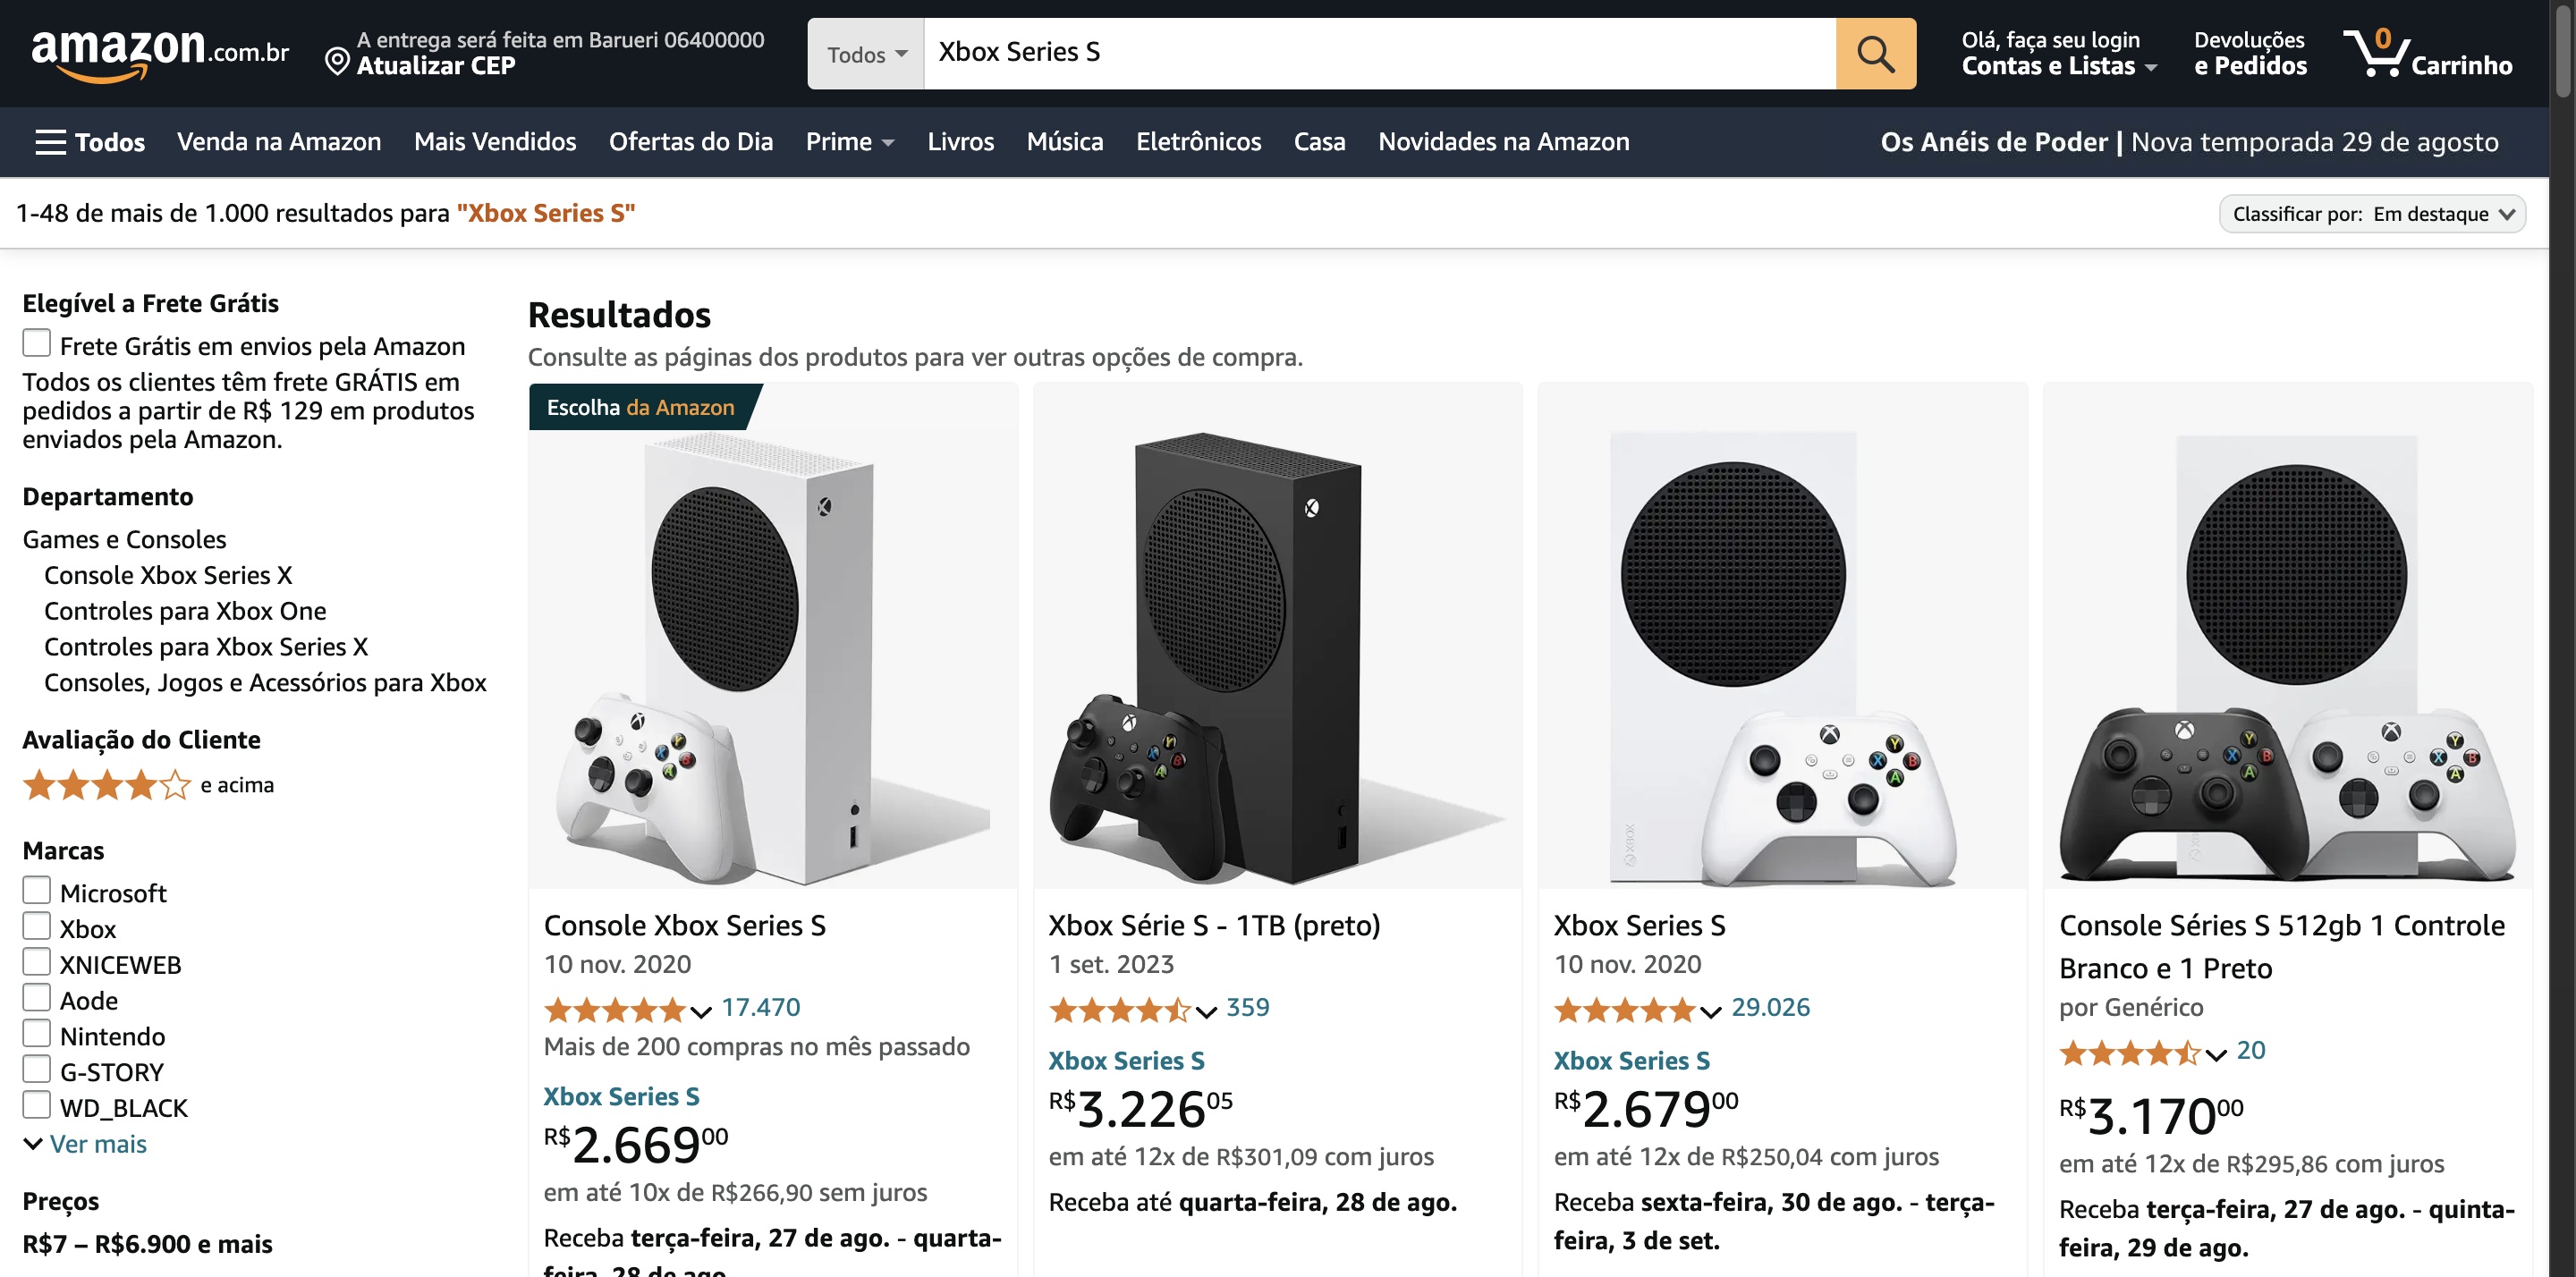 amazon.com.br
A entrega será feita em Barueri 06400000
Atualizar CEP
Todos
Xbox Series S
Olá, faça seu login
Contas e Listas
Devoluções
e Pedidos
0
Carrinho
Todos
Venda na Amazon
Mais Vendidos
Ofertas do Dia
Prime
Livros
Música
Eletrônicos
Casa
Novidades na Amazon
Os Anéis de Poder | Nova temporada 29 de agosto
1-48 de mais de 1.000 resultados para "Xbox Series S"
Classificar por: Em destaque
Elegível a Frete Grátis
Frete Grátis em envios pela Amazon
Todos os clientes têm frete GRÁTIS em
pedidos a partir de R$ 129 em produtos
enviados pela Amazon.
Departamento
Games e Consoles
Console Xbox Series X
Controles para Xbox One
Controles para Xbox Series X
Consoles, Jogos e Acessórios para Xbox
Avaliação do Cliente
e acima
Marcas
Microsoft
Xbox
XNICEWEB
Aode
Nintendo
G-STORY
WD_BLACK
Ver mais
Preços
R$7 – R$6.900 e mais
Resultados
Consulte as páginas dos produtos para ver outras opções de compra.
Escolha da Amazon
Console Xbox Series S
10 nov. 2020
17.470
Mais de 200 compras no mês passado
Xbox Series S
R$2.66900
em até 10x de R$266,90 sem juros
Receba terça-feira, 27 de ago. - quarta-
feira, 28 de ago.
Xbox Série S - 1TB (preto)
1 set. 2023
359
Xbox Series S
R$3.22605
em até 12x de R$301,09 com juros
Receba até quarta-feira, 28 de ago.
XBOX
Xbox Series S
10 nov. 2020
29.026
Xbox Series S
R$2.67900
em até 12x de R$250,04 com juros
Receba sexta-feira, 30 de ago. - terça-
feira, 3 de set.
Console Séries S 512gb 1 Controle
Branco e 1 Preto
por Genérico
20
R$3.17000
em até 12x de R$295,86 com juros
Receba terça-feira, 27 de ago. - quinta-
feira, 29 de ago.